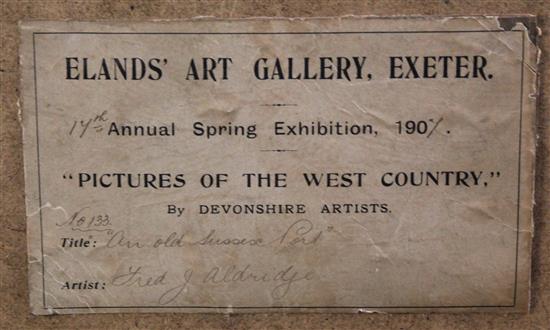 ELANDS' ART GALLERY, EXETER.
17th Annual Spring Exhibition, 1907.
"PICTURES OF THE WEST COUNTRY,"
By DEVONSHIRE ARTISTS.
No 133.
Title: "An old Sussex Port"
Artist: Fred J Aldridge